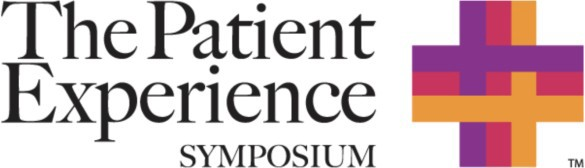 The Patient
Experience
SYMPOSIUM
TM